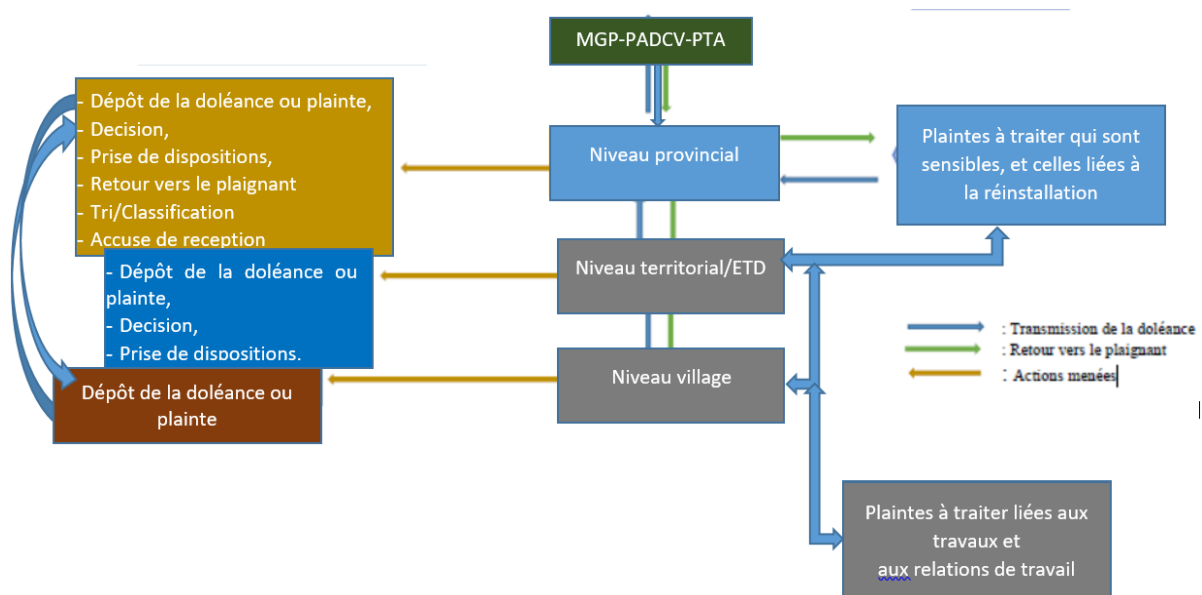 MGP-PADCV-PTA
- Dépôt de la doléance ou plainte,
- Decision,
- Prise de dispositions,
- Retour vers le plaignant
- Tri/Classification
- Accuse de reception
Niveau provincial
Plaintes à traiter qui sont
sensibles, et celles liées à
la réinstallation
- Dépôt de la doléance ou
plainte,
- Decision,
- Prise de dispositions.
Niveau territorial/ETD
: Transmission de la doléance
: Retour vers le plaignant
: Actions menées
Dépôt de la doléance ou
plainte
Niveau village
Plaintes à traiter liées aux
travaux et
aux relations de travail